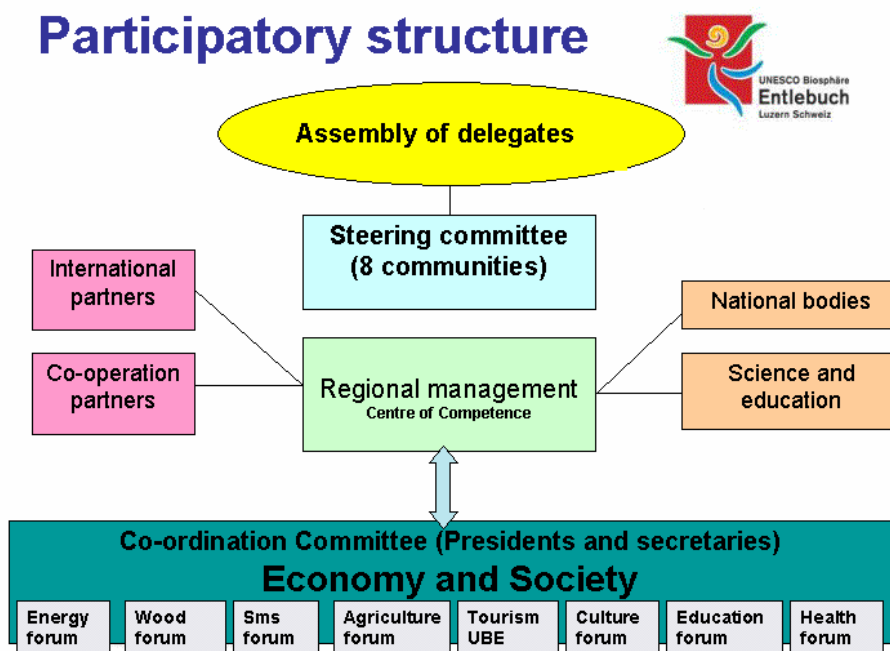 Participatory structure
UNESCO Biosphäre
Entlebuch
Luzern Schweiz
Assembly of delegates
Steering committee
(8 communities)
International
partners
National bodies
Co-operation
partners
Regional management
Centre of Competence
Science and
education
Co-ordination Committee (Presidents and secretaries)
Economy and Society
Energy
forum
Wood
forum
Sms
forum
Agriculture
forum
Tourism
UBE
Culture
forum
Education
forum
Health
forum